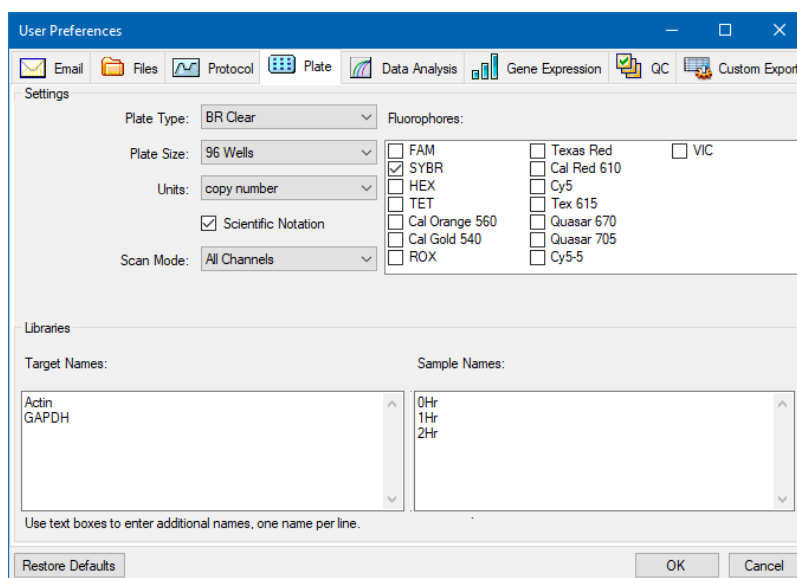 User Preferences
Email Files Protocol Plate Data Analysis Gene Expression QC Custom Export
Settings
Plate Type: BR Clear Fluorophores:
FAM Texas Red VIC
Plate Size: 96 Wells SYBR Cal Red 610
Units: copy number HEX Cy5
TET Tex 615
Scientific Notation Cal Orange 560 Quasar 670
Cal Gold 540 Quasar 705
Scan Mode: All Channels ROX Cy5-5
Libraries
Target Names: Sample Names:
Actin 0Hr
GAPDH 1Hr
2Hr
Use text boxes to enter additional names, one name per line.
Restore Defaults OK Cancel